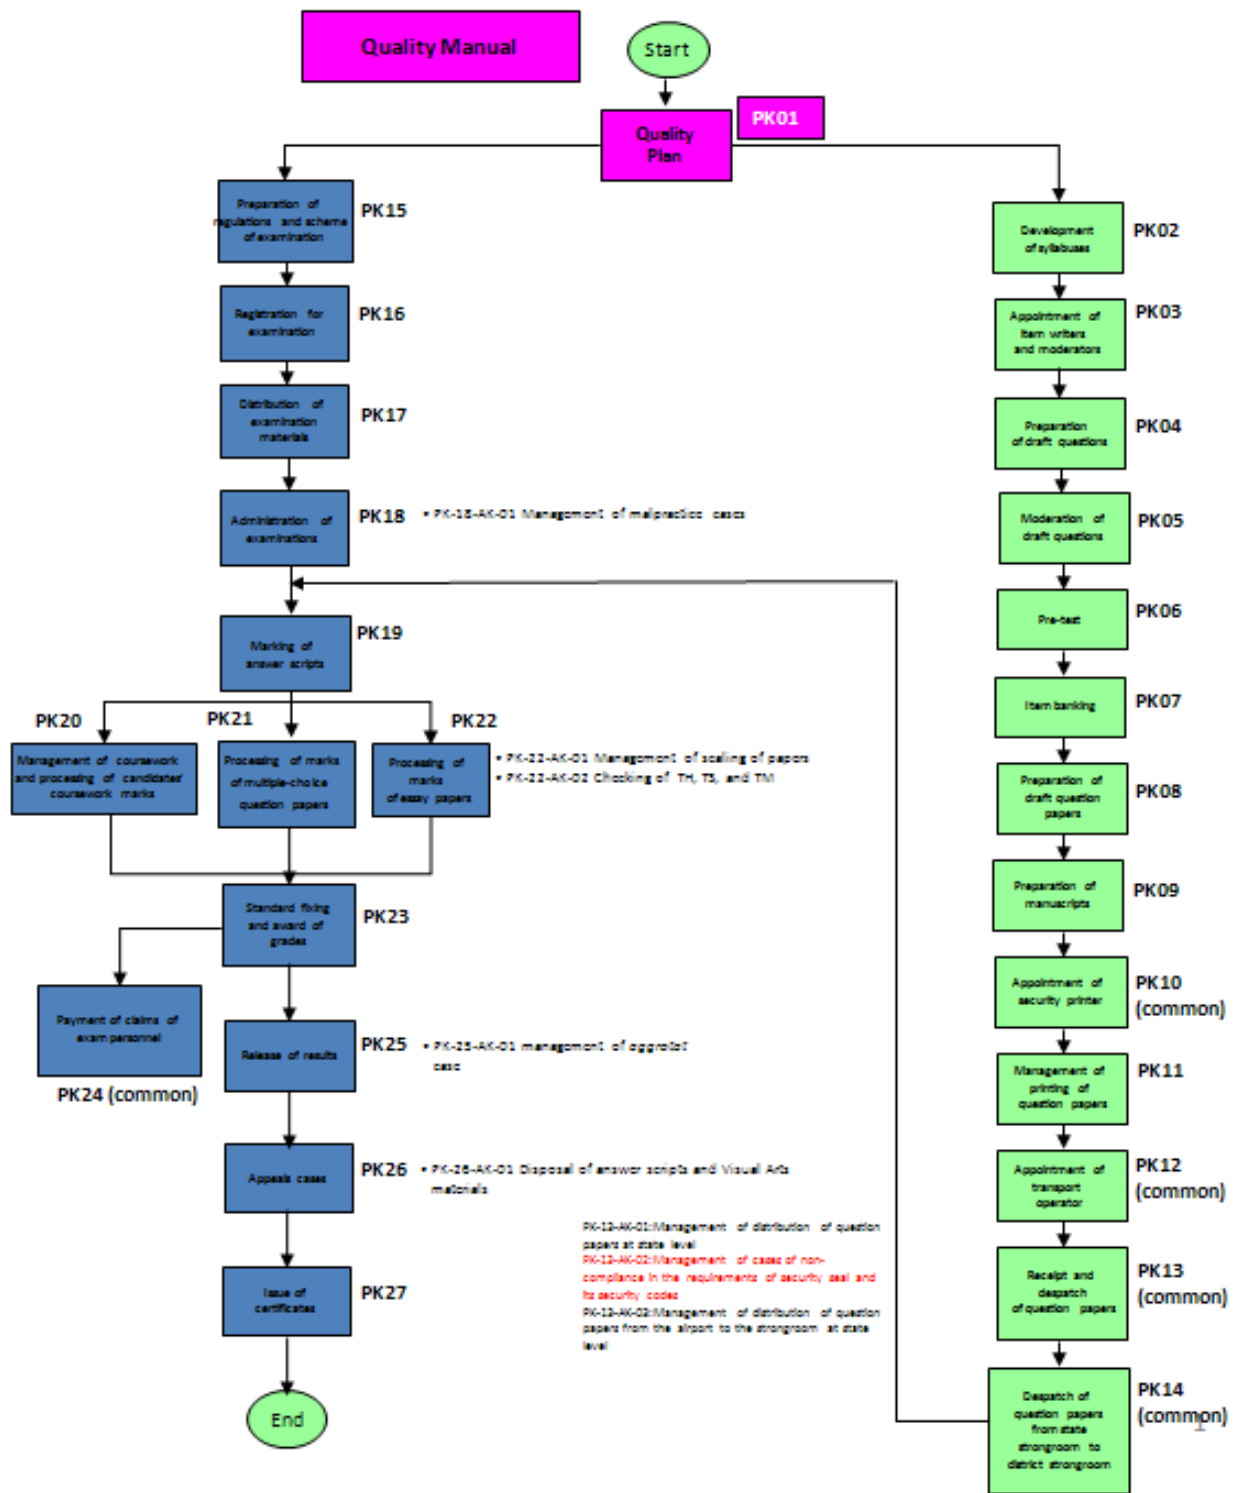 Quality Manual
Start
Quality
Plan
PK01
Preparation of
regulations and scheme
of examination
PK15
Registration for
examination
PK16
Distribution of
examination
materials
PK17
Administration of
examinations
PK18
• PK-18-AK-01 Management of malpractice cases
Marking of
answer scripts
PK19
PK20
Management of coursework
and processing of candidates'
coursework marks
PK21
Processing of marks
of multiple-choice
question papers
PK22
Processing of
marks
of essay papers
• PK-22-AK-01 Management of scaling of papers
• PK-22-AK-02 Checking of TH, TS, and TM
Standard fixing
and award of
grades
PK23
Payment of claims of
exam personnel
PK24 (common)
Release of results
PK25
• PK-25-AK-01 management of aggrotat
case
Appeals cases
PK26
• PK-26-AK-01 Disposal of answer scripts and Visual Arts
materials
Issue of
certificates
PK27
End
PK-13-AK-01:Management of distribution of question
papers at state level
PK-13-AK-02:Management of cases of non-
compliance in the requirements of security seal and
its security codes
PK-13-AK-03:Management of distribution of question
papers from the airport to the strongroom at state
level
Development
of syllabuses
PK02
Appointment of
item writers
and moderators
PK03
Preparation
of draft questions
PK04
Moderation of
draft questions
PK05
Pre-test
PK06
Item banking
PK07
Preparation of
draft question
papers
PK08
Preparation of
manuscripts
PK09
Appointment of
security printer
PK10
(common)
Management of
printing of
question papers
PK11
Appointment of
transport
operator
PK12
(common)
Receipt and
despatch
of question papers
PK13
(common)
Despatch of
question papers
from state
strongroom to
district strongroom
PK14
(common)
1